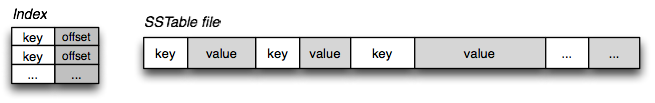 Index
key offset
key offset
... ...
SSTable file
key value key value key value ... ...